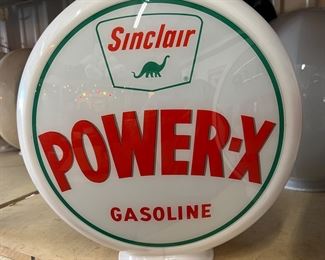 Sinclair
®
POWER-X
GASOLINE